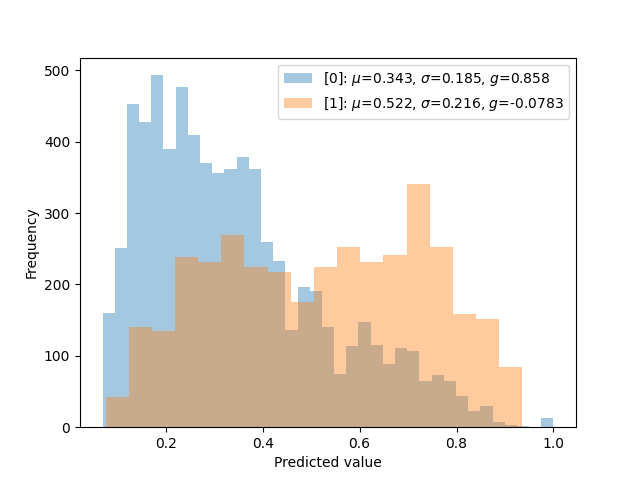 500
400
300
200
100
0
Frequency
[0]: μ=0.343, σ=0.185, g=0.858
[1]: μ=0.522, σ=0.216, g=-0.0783
0.2 0.4 0.6 0.8 1.0
Predicted value